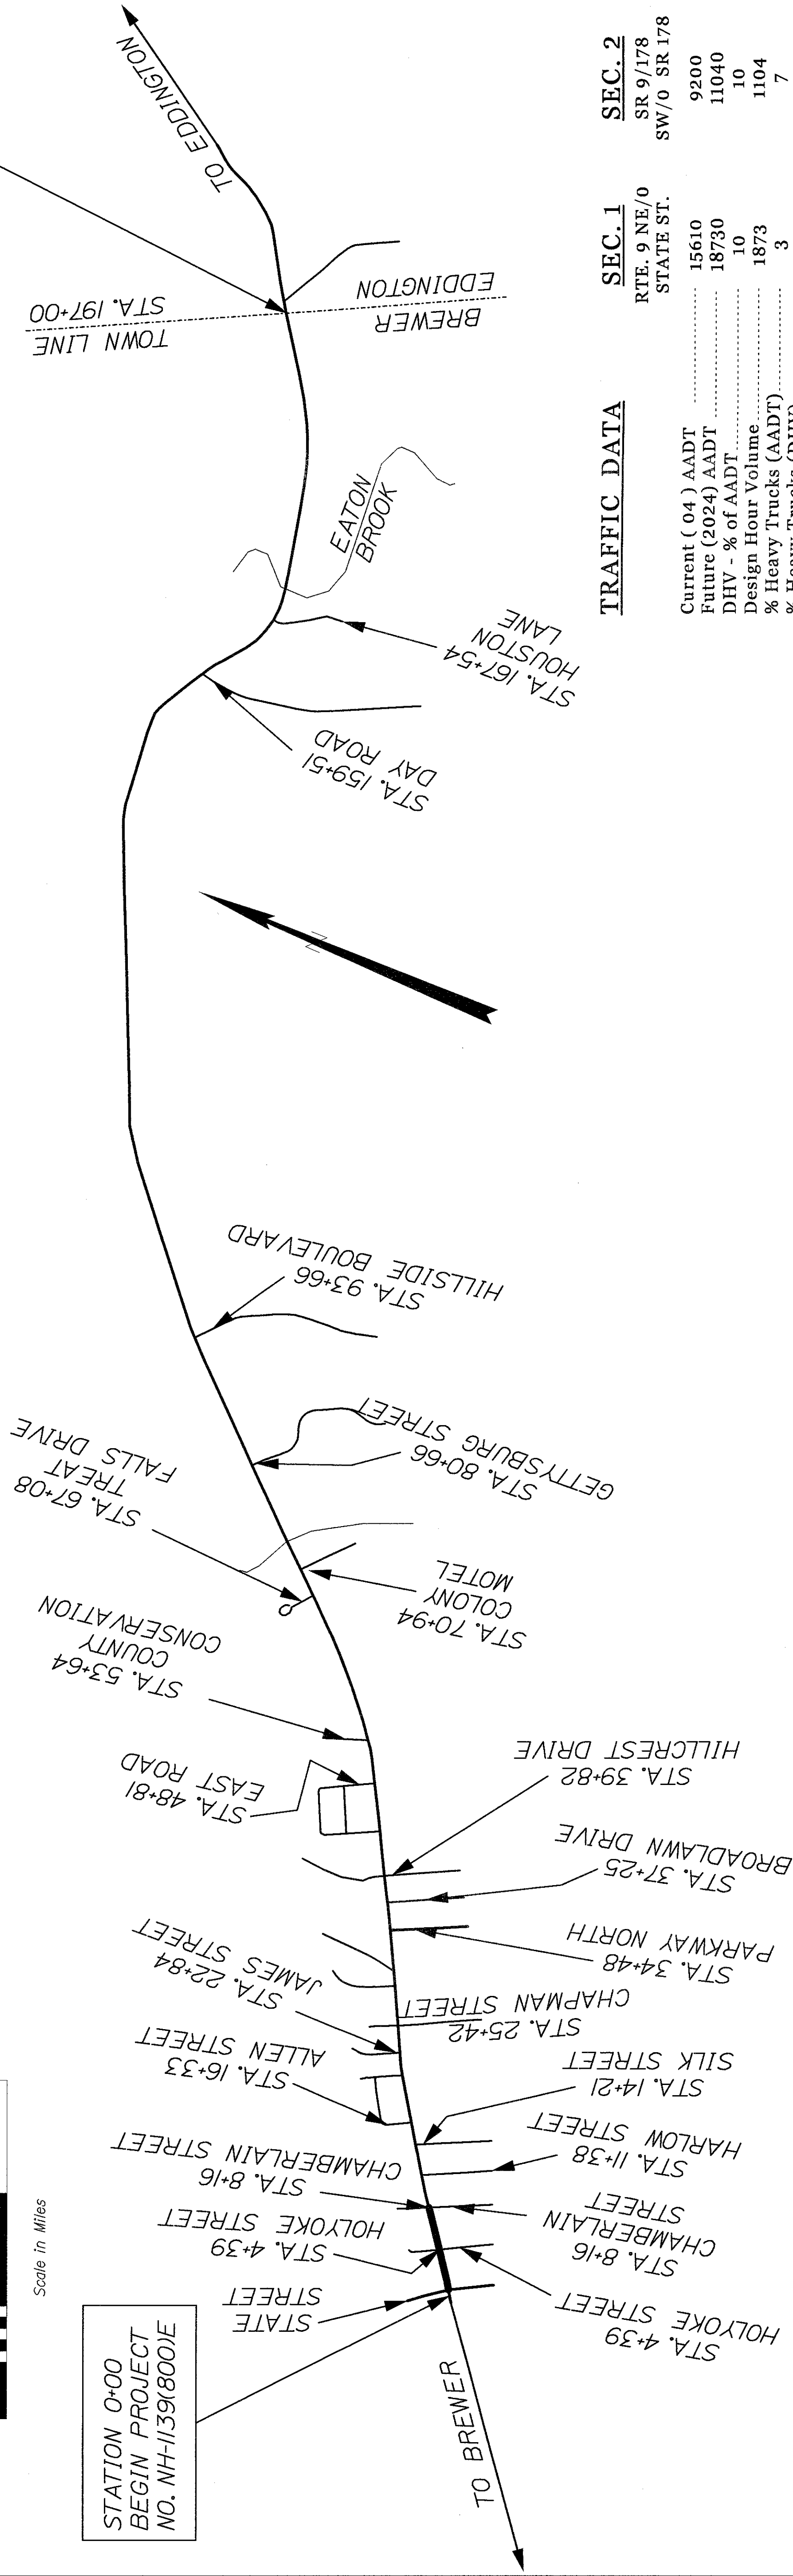 TO EDDINGTON
TOWN LINE
STA. 197+00
BREWER
EDDINGTON
EATON
BROOK
STA. 167+54
HOUSTON
LANE
STA. 159+51
DAY ROAD
N
STA. 93+66
HILLSIDE BOULEVARD
STA. 80+66
GETTYSBURG STREET
STA. 67+08
TREAT
FALLS DRIVE
STA. 70+94
COLONY
MOTEL
STA. 53+64
COUNTY
CONSERVATION
STA. 48+81
EAST ROAD
STA. 39+82
HILLCREST DRIVE
STA. 37+25
BROADLAWN DRIVE
STA. 34+48
PARKWAY NORTH
STA. 22+84
JAMES STREET
STA. 25+42
CHAPMAN STREET
STA. 16+33
ALLEN STREET
STA. 14+21
SILK STREET
STA. 11+38
HARLOW
STREET
STA. 8+16
CHAMBERLAIN STREET
STA. 8+16
CHAMBERLAIN
STREET
STA. 4+39
HOLYOKE STREET
STA. 4+39
HOLYOKE STREET
STATE
STREET
TO BREWER
STATION 0+00
BEGIN PROJECT
NO. NH-1139(800)E
Scale in Miles
TRAFFIC DATA SEC. 1 SEC. 2
RTE. 9 NE/O SR 9/178
STATE ST. SW/O SR 178
Current ( 04 ) AADT 15610 9200
Future (2024) AADT 18730 11040
DHV - % of AADT 10 10
Design Hour Volume 1873 1104
% Heavy Trucks (AADT) 3 7
% Heavy Trucks (DHV)